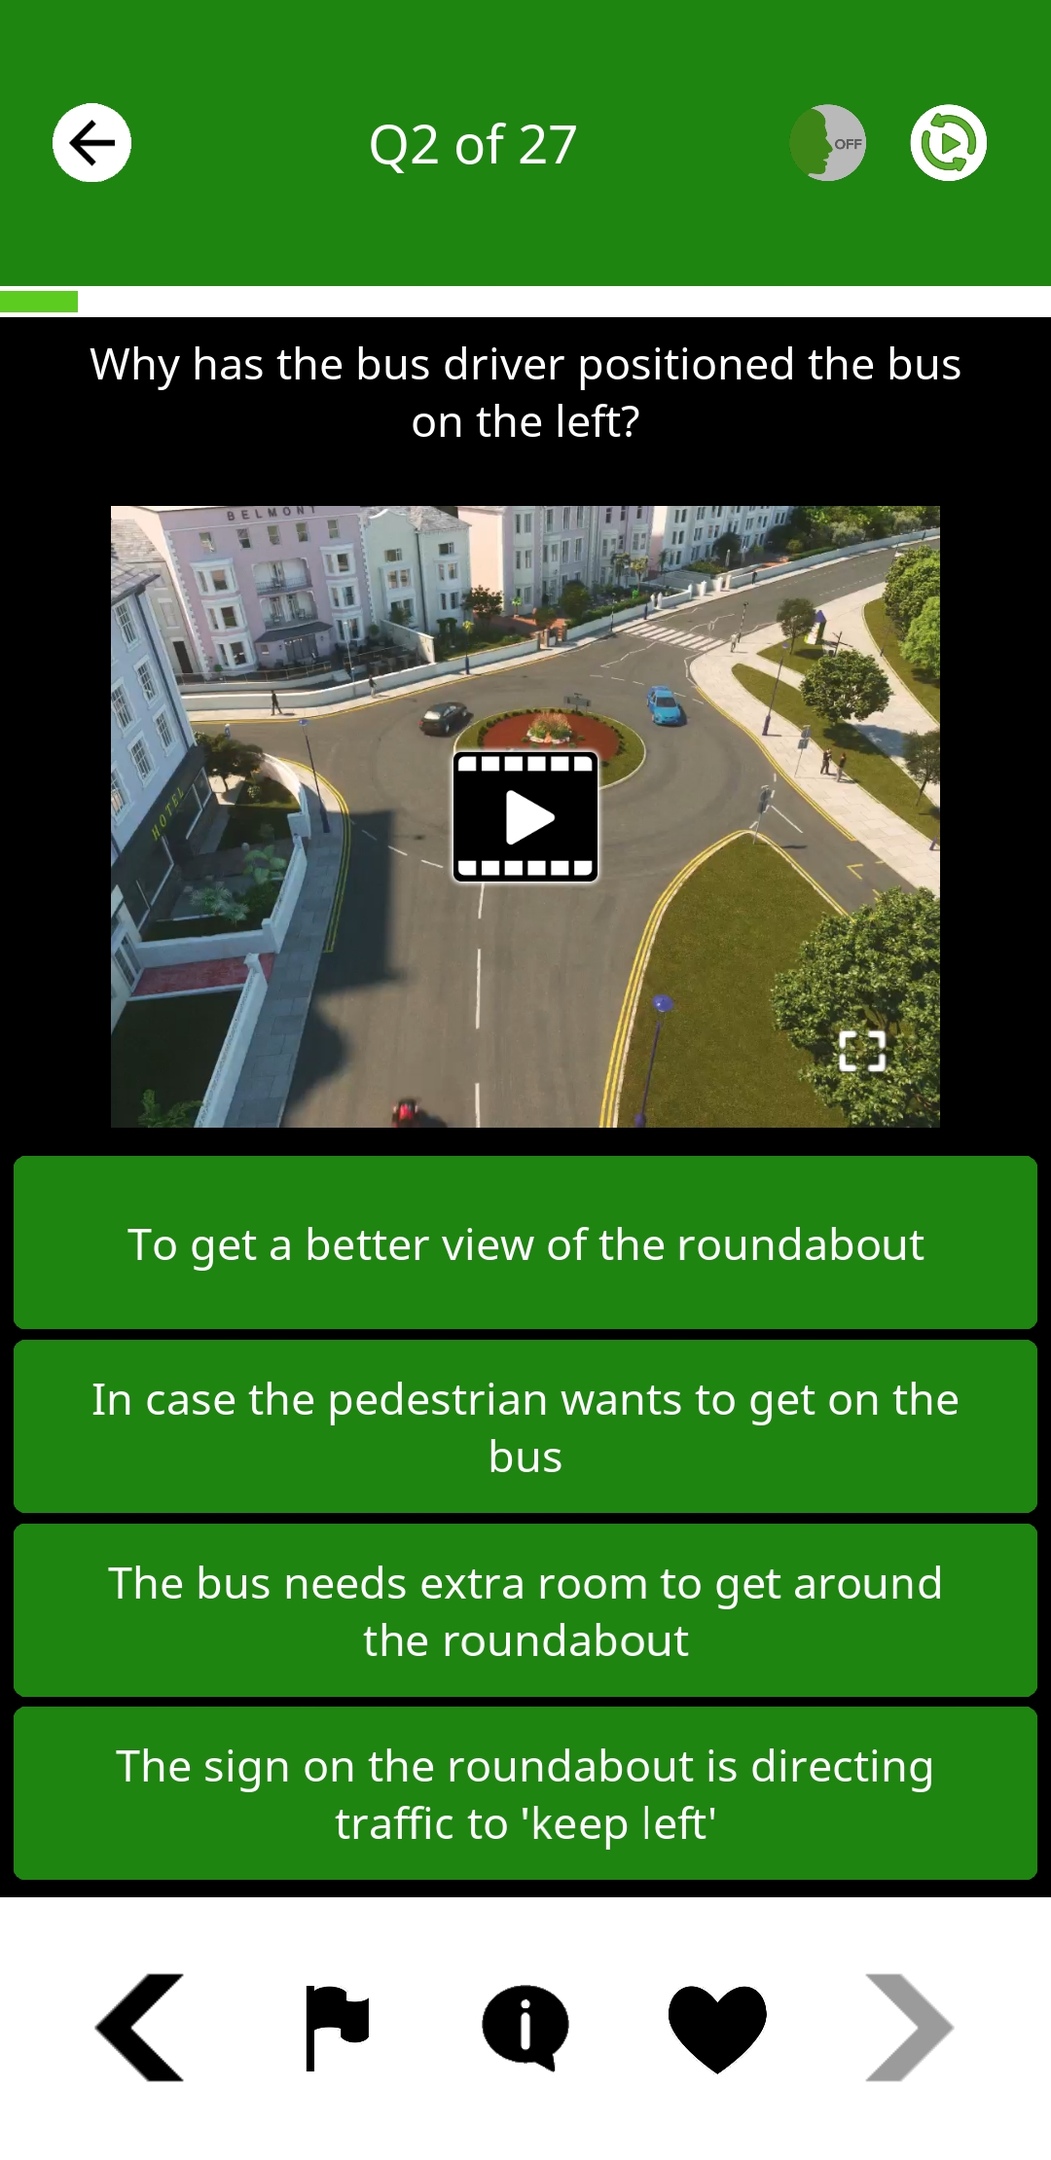 Q2 of 27
OFF
Why has the bus driver positioned the bus
on the left?
BELMONT
HOTEL
To get a better view of the roundabout
In case the pedestrian wants to get on the
bus
The bus needs extra room to get around
the roundabout
The sign on the roundabout is directing
traffic to 'keep left'